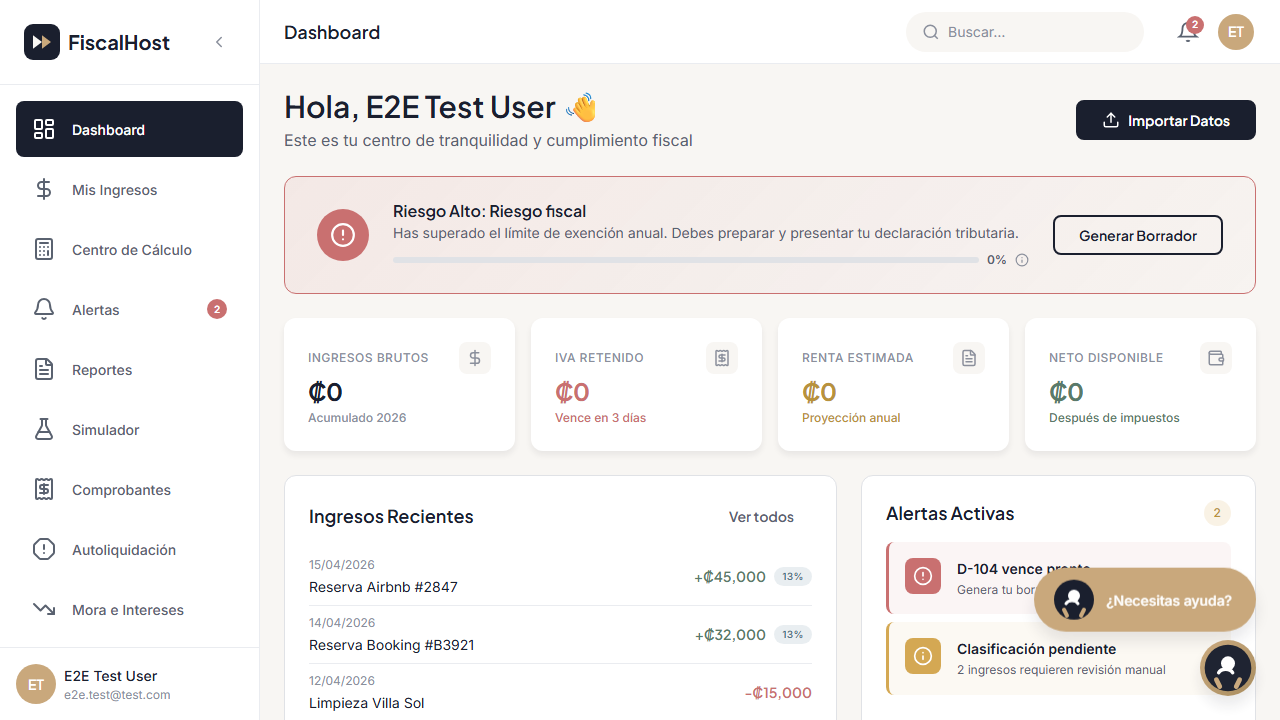 FiscalHost
Dashboard
Mis Ingresos
Centro de Cálculo
Alertas
2
Reportes
Simulador
Comprobantes
Autoliquidación
Mora e Intereses
ET
E2E Test User
e2e.test@test.com
Dashboard
Buscar...
2
ET
Hola, E2E Test User 👋
Este es tu centro de tranquilidad y cumplimiento fiscal
Importar Datos
Riesgo Alto: Riesgo fiscal
Has superado el límite de exención anual. Debes preparar y presentar tu declaración tributaria.
0%
Generar Borrador
INGRESOS BRUTOS
₡0
Acumulado 2026
IVA RETENIDO
₡0
Vence en 3 días
RENTA ESTIMADA
₡0
Proyección anual
NETO DISPONIBLE
₡0
Después de impuestos
Ingresos Recientes
Ver todos
15/04/2026
Reserva Airbnb #2847
+₡45,000
13%
14/04/2026
Reserva Booking #B3921
+₡32,000
13%
12/04/2026
Limpieza Villa Sol
-₡15,000
Alertas Activas
2
D-104 vence pronto
Genera tu bor
¿Necesitas ayuda?
Clasificación pendiente
2 ingresos requieren revisión manual